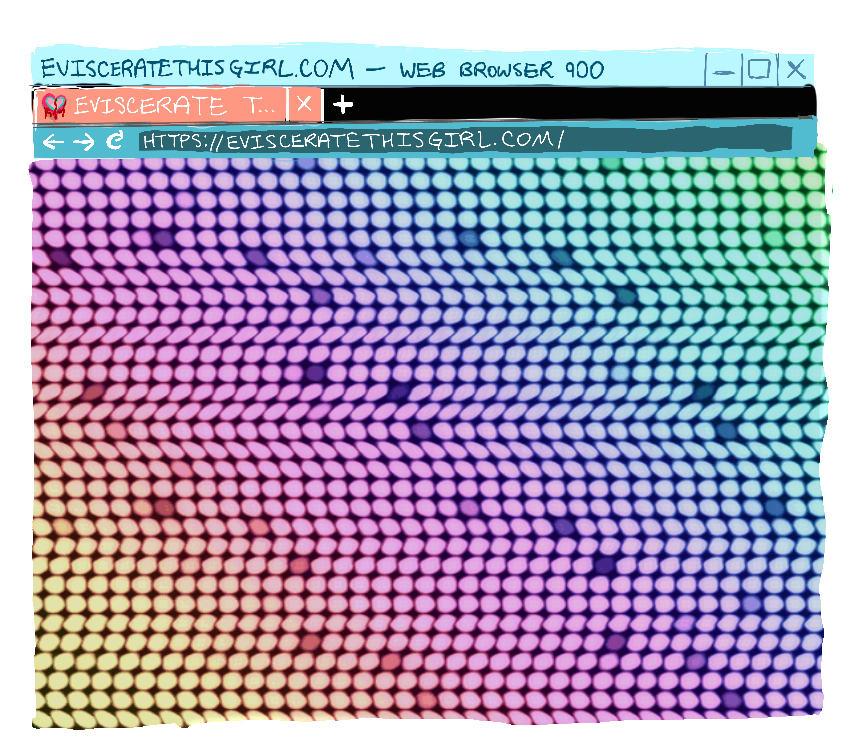 EVISCERATETHISGIRL.COM — WEB BROWSER 900
EVISCERATE T...
HTTPS://EVISCERATETHISGIRL.COM/